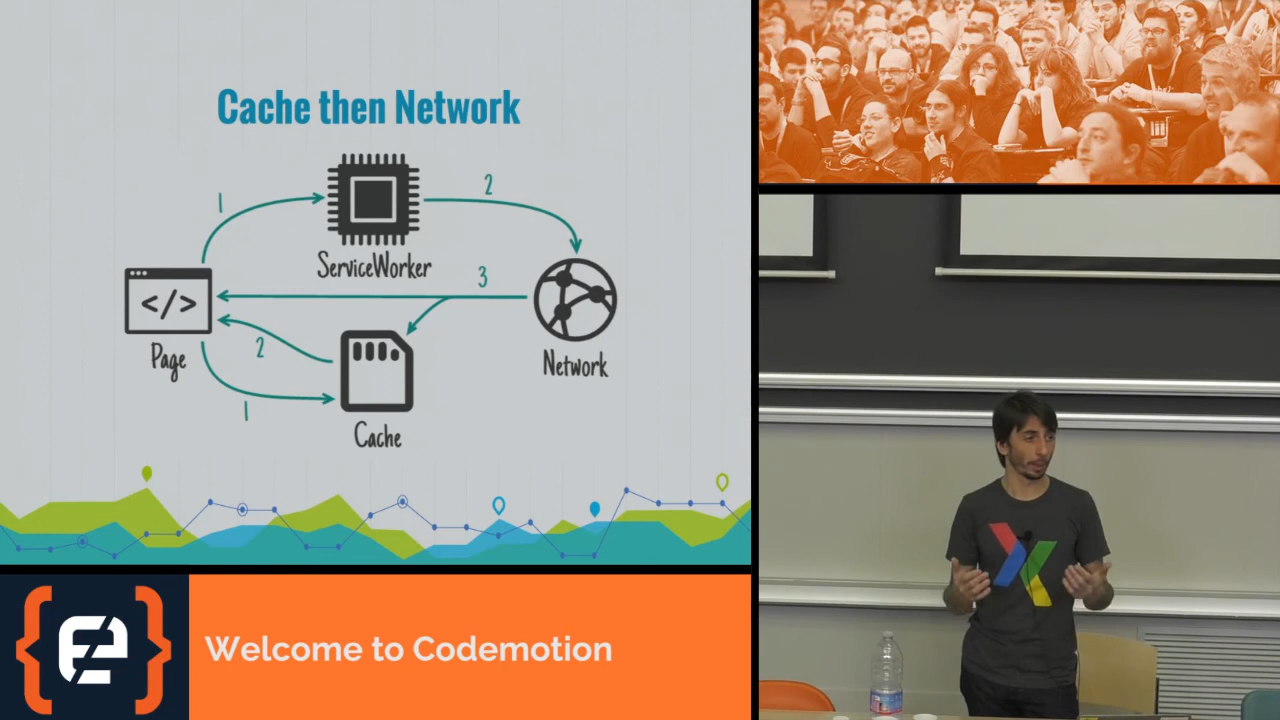 Cache then Network
1
2
ServiceWorker
3
</>
Page
2
Network
1
Cache
Welcome to Codemotion